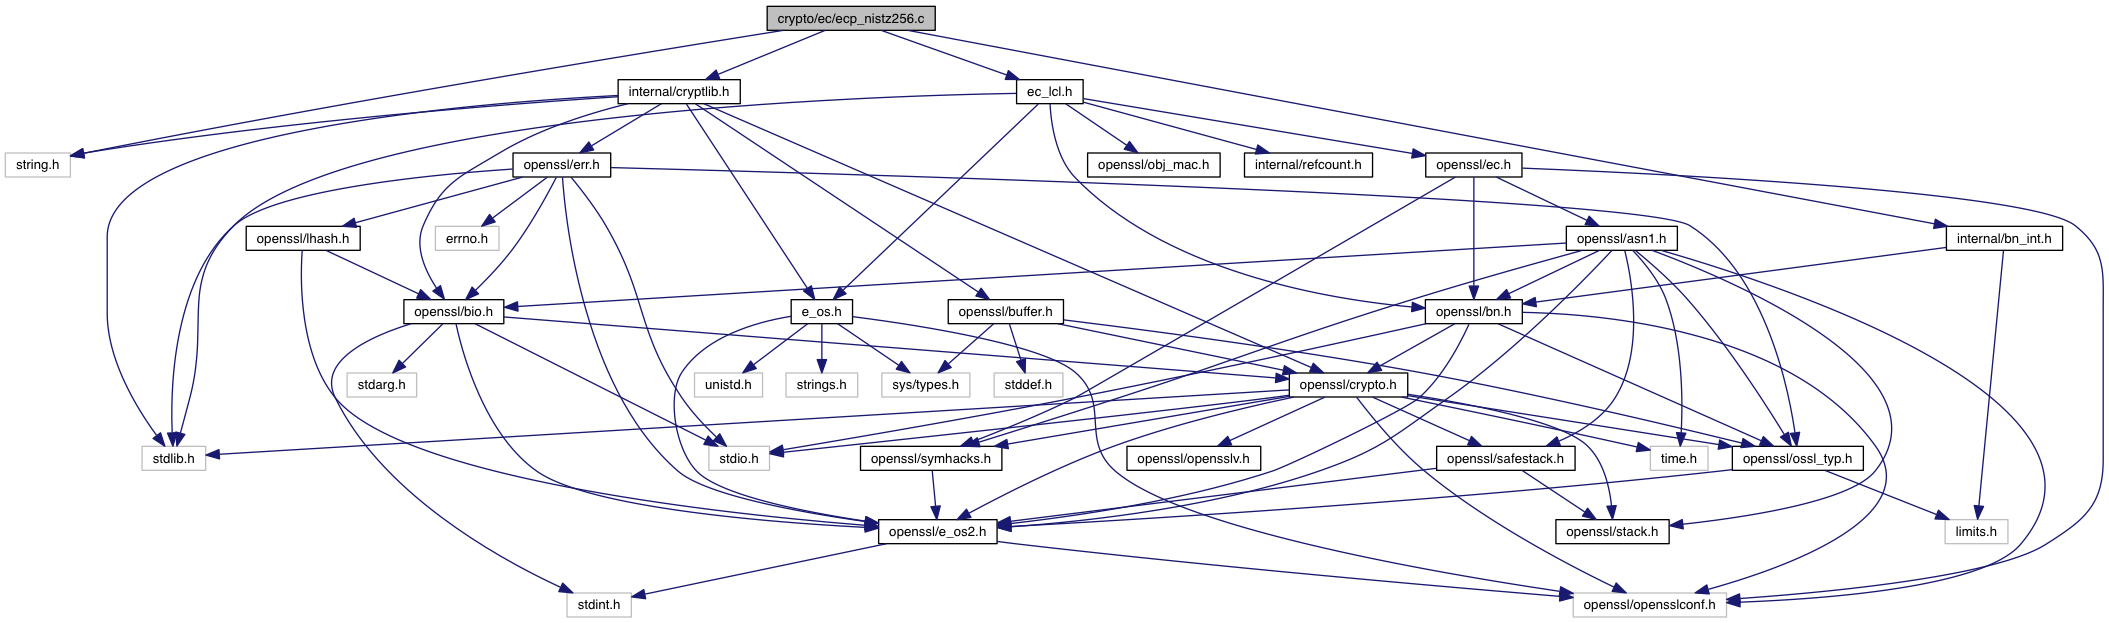 crypto/ec/ecp_nistz256.c
internal/cryptlib.h
ec_lcl.h
string.h
openssl/err.h
openssl/obj_mac.h
internal/refcount.h
openssl/ec.h
openssl/lhash.h
errno.h
openssl/asn1.h
internal/bn_int.h
openssl/bio.h
e_os.h
openssl/buffer.h
openssl/bn.h
stdarg.h
unistd.h
strings.h
sys/types.h
stddef.h
openssl/crypto.h
stdlib.h
stdio.h
openssl/symhacks.h
openssl/opensslv.h
openssl/safestack.h
time.h
openssl/ossl_typ.h
openssl/e_os2.h
openssl/stack.h
limits.h
stdint.h
openssl/opensslconf.h